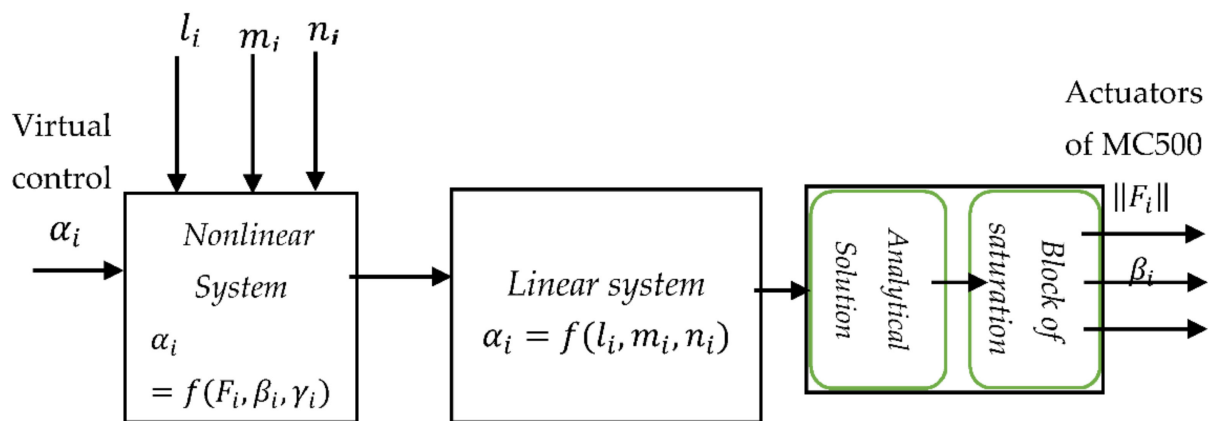 l_i m_i n_i
Virtual
control
α_i
Nonlinear
System
α_i
= f(F_i, β_i, γ_i)
Linear system
α_i = f(l_i, m_i, n_i)
Analytical
Solution
Block of
saturation
Actuators
of MC500
‖F_i‖
β_i